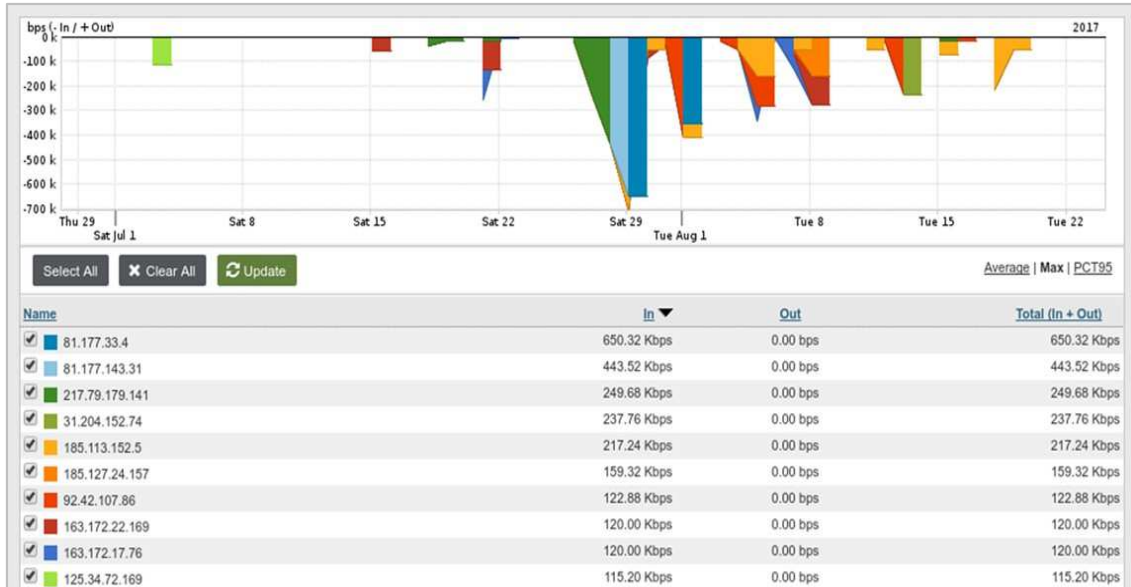 bps (- In / + Out)
2017
0 k
-100 k
-200 k
-300 k
-400 k
-500 k
-600 k
-700 k
Thu 29 Sat 8 Sat 15 Sat 22 Sat 29 Tue 8 Tue 15 Tue 22
Sat Jul 1 Tue Aug 1
Select All Clear All Update Average | Max | PCT95
Name In Out Total (In + Out)
81.177.33.4 650.32 Kbps 0.00 bps 650.32 Kbps
81.177.143.31 443.52 Kbps 0.00 bps 443.52 Kbps
217.79.179.141 249.68 Kbps 0.00 bps 249.68 Kbps
31.204.152.74 237.76 Kbps 0.00 bps 237.76 Kbps
185.113.152.5 217.24 Kbps 0.00 bps 217.24 Kbps
185.127.24.157 159.32 Kbps 0.00 bps 159.32 Kbps
92.42.107.86 122.88 Kbps 0.00 bps 122.88 Kbps
163.172.22.169 120.00 Kbps 0.00 bps 120.00 Kbps
163.172.17.76 120.00 Kbps 0.00 bps 120.00 Kbps
125.34.72.169 115.20 Kbps 0.00 bps 115.20 Kbps